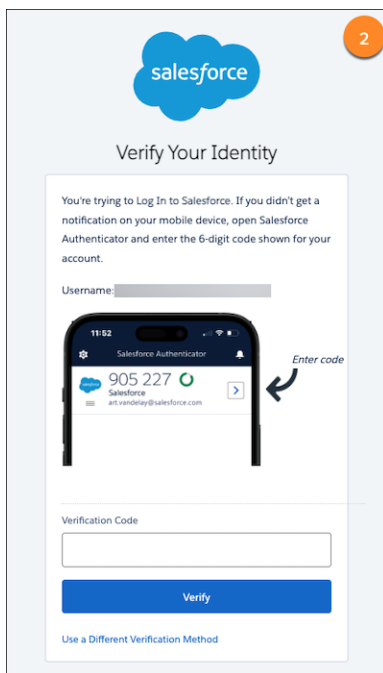 2
salesforce
Verify Your Identity
You're trying to Log In to Salesforce. If you didn't get a
notification on your mobile device, open Salesforce
Authenticator and enter the 6-digit code shown for your
account.
Username:
11:52
Salesforce Authenticator
salesforce
905 227
Salesforce
art.vandelay@salesforce.com
Enter code
Verification Code
Verify
Use a Different Verification Method